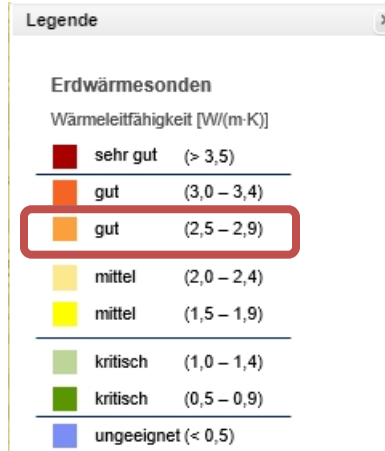 Legende
Erdwärmesonden
Wärmeleitfähigkeit [W/(m·K)]
sehr gut (> 3,5)
gut (3,0 – 3,4)
gut (2,5 – 2,9)
mittel (2,0 – 2,4)
mittel (1,5 – 1,9)
kritisch (1,0 – 1,4)
kritisch (0,5 – 0,9)
ungeeignet (< 0,5)